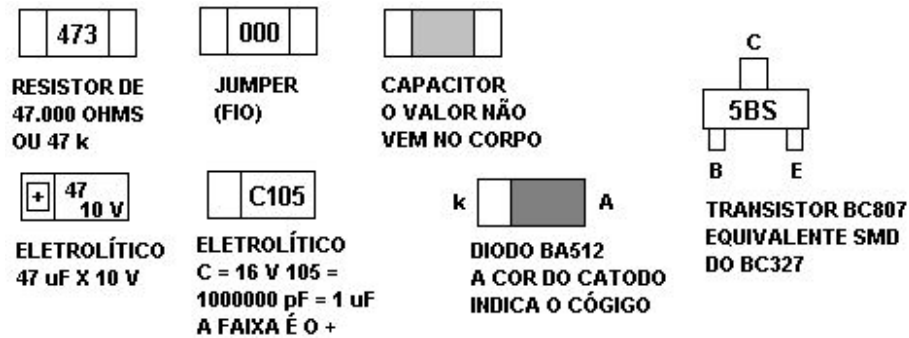 473
RESISTOR DE
47.000 OHMS
OU 47 k
000
JUMPER
(FIO)
CAPACITOR
O VALOR NÃO
VEM NO CORPO
C
5BS
B E
TRANSISTOR BC807
EQUIVALENTE SMD
DO BC327
+ 47
10 V
ELETROLÍTICO
47 uF X 10 V
C105
ELETROLÍTICO
C = 16 V 105 =
1000000 pF = 1 uF
A FAIXA É O +
k A
DIODO BA512
A COR DO CATODO
INDICA O CÓGIGO